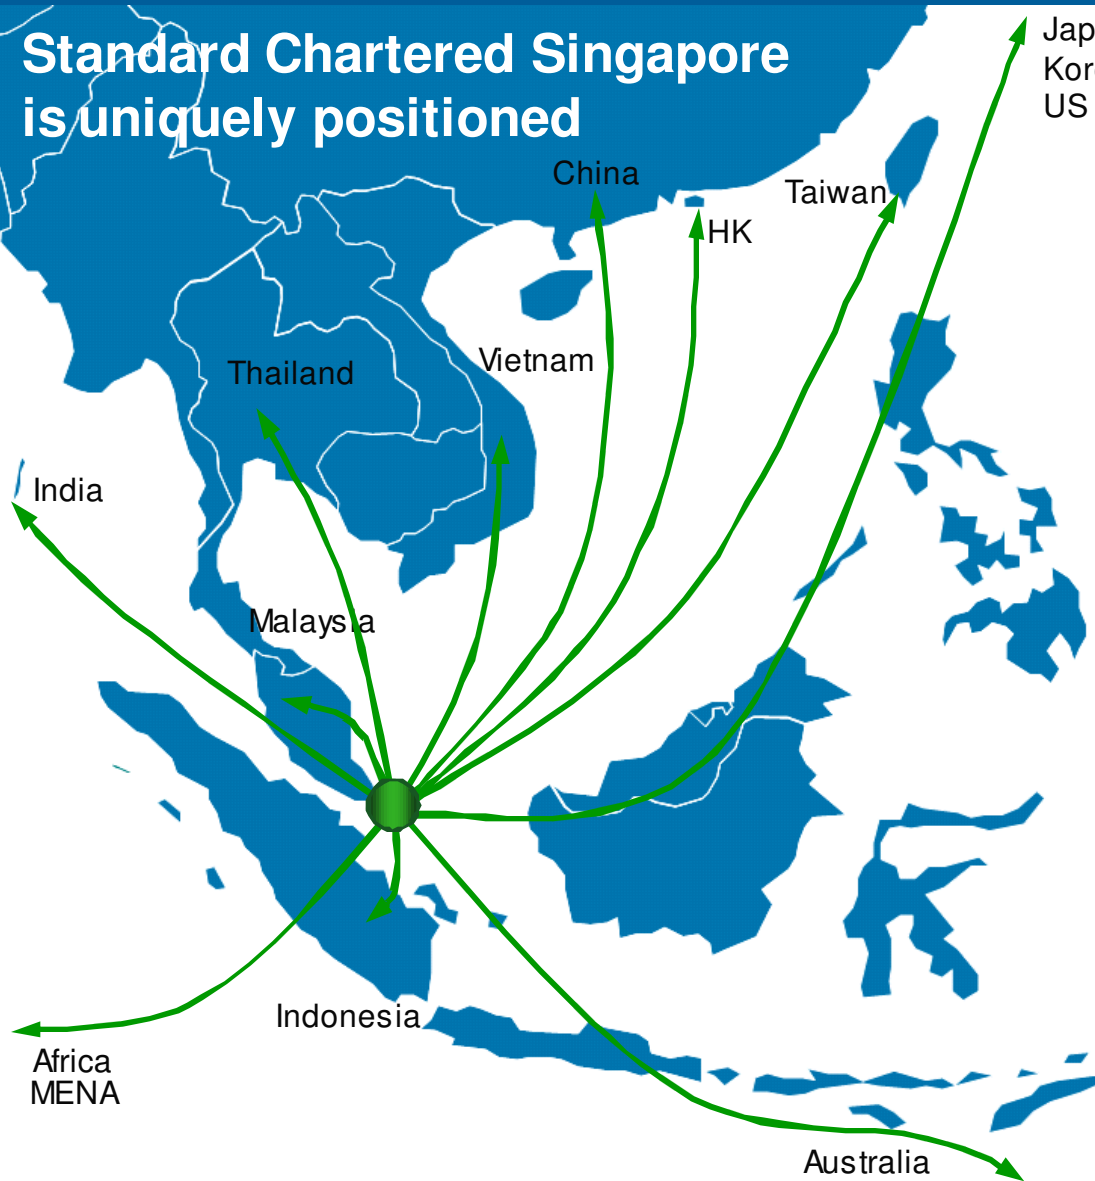 Standard Chartered Singapore
is uniquely positioned
US
China
Taiwan
HK
Vietnam
Thailand
India
Malaysia
Indonesia
Africa
MENA
Australia